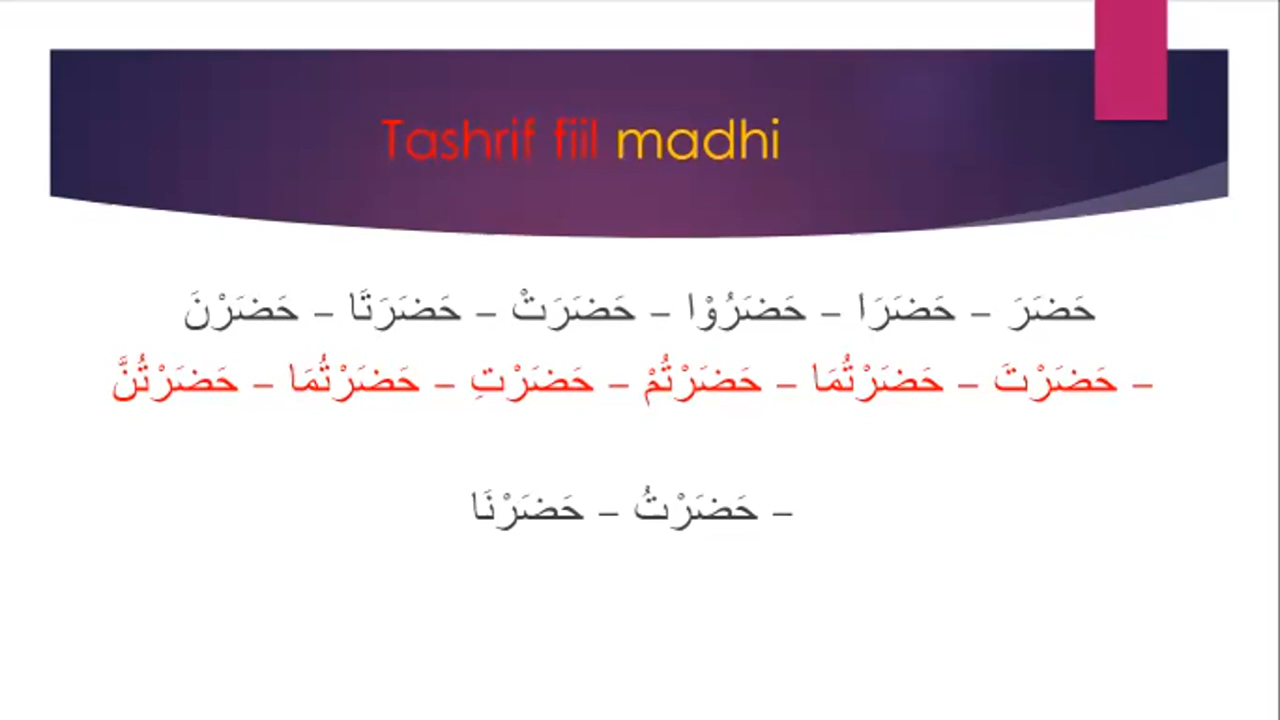 Tashrif fiil madhi
حَضَرَ – حَضَرَا – حَضَرُوْا – حَضَرَتْ – حَضَرَتَا – حَضَرْنَ
– حَضَرْتَ – حَضَرْتُمَا – حَضَرْتُمْ – حَضَرْتِ – حَضَرْتُمَا – حَضَرْتُنَّ
– حَضَرْتُ – حَضَرْنَا